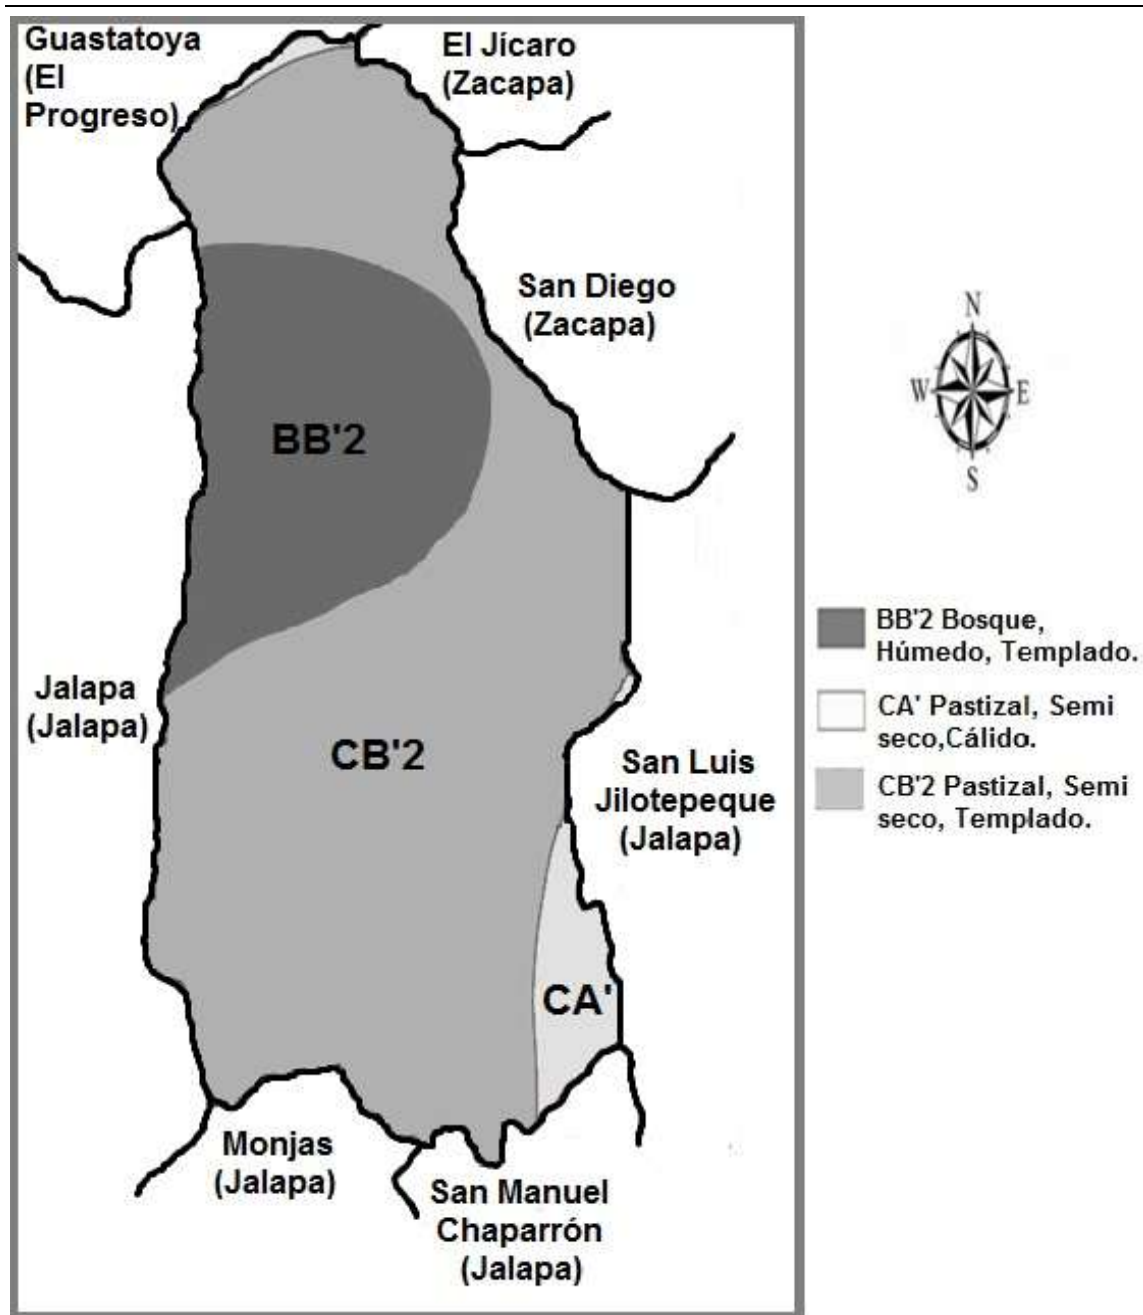 Guastatoya
(El
Progreso)
El Jícaro
(Zacapa)
San Diego
(Zacapa)
N
W
E
S
BB'2
BB'2 Bosque,
Húmedo, Templado.
CA' Pastizal, Semi
seco,Cálido.
CB'2 Pastizal, Semi
seco, Templado.
Jalapa
(Jalapa)
CB'2
San Luis
Jilotepeque
(Jalapa)
CA'
Monjas
(Jalapa)
San Manuel
Chaparrón
(Jalapa)